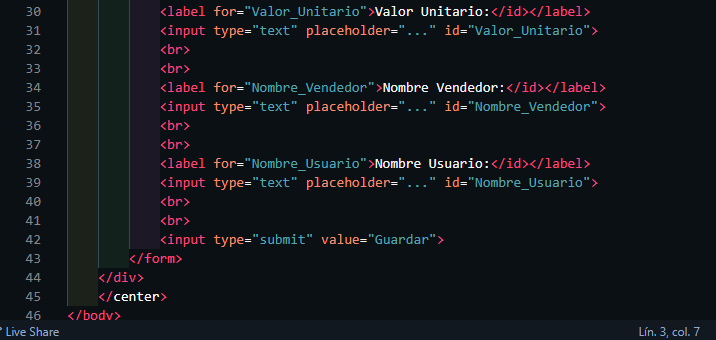 30 <label for="Valor_Unitario">Valor Unitario:</id></label>
31 <input type="text" placeholder="..." id="Valor_Unitario">
32 <br>
33 <br>
34 <label for="Nombre_Vendedor">Nombre Vendedor:</id></label>
35 <input type="text" placeholder="..." id="Nombre_Vendedor">
36 <br>
37 <br>
38 <label for="Nombre_Usuario">Nombre Usuario:</id></label>
39 <input type="text" placeholder="..." id="Nombre_Usuario">
40 <br>
41 <br>
42 <input type="submit" value="Guardar">
43 </form>
44 </div>
45 </center>
46 </body>
Live Share Lín. 3, col. 7